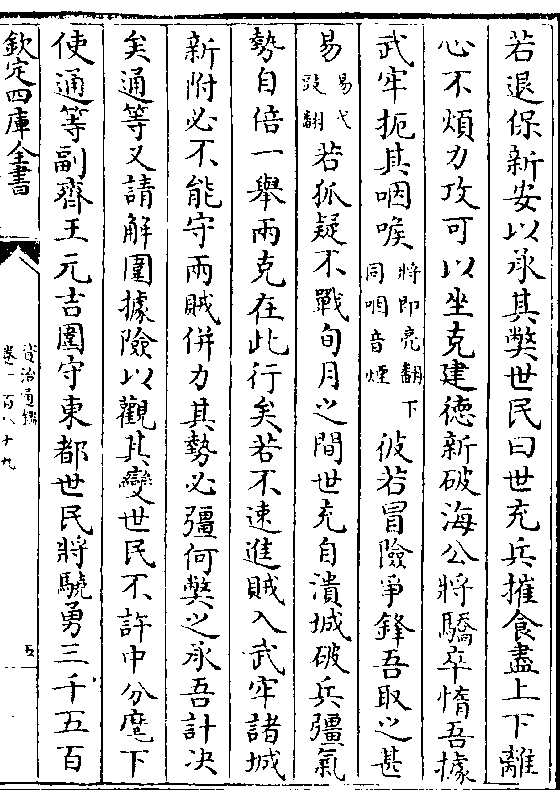 若退保新安以承其弊世民曰世充兵摧食盡上下離
心不煩力攻可以坐克建德新破海公將驕卒惰吾據
武牢扼其咽喉將即亮翻下同咽音煙彼若冒險爭鋒吾取之甚
易易弋豉翻若狐疑不戰旬月之間世充自潰城破兵彊氣
勢自倍一舉兩克在此行矣若不速進賊入武牢諸城
新附必不能守兩賊併力其勢必彊何弊之承吾計决
矣通等又請解圍據險以觀其變世民不許中分麾下
使通等副齊王元吉圍守東都世民將驍勇三千五百
欽定四庫全書
資治通鑑
卷一百八十九
五